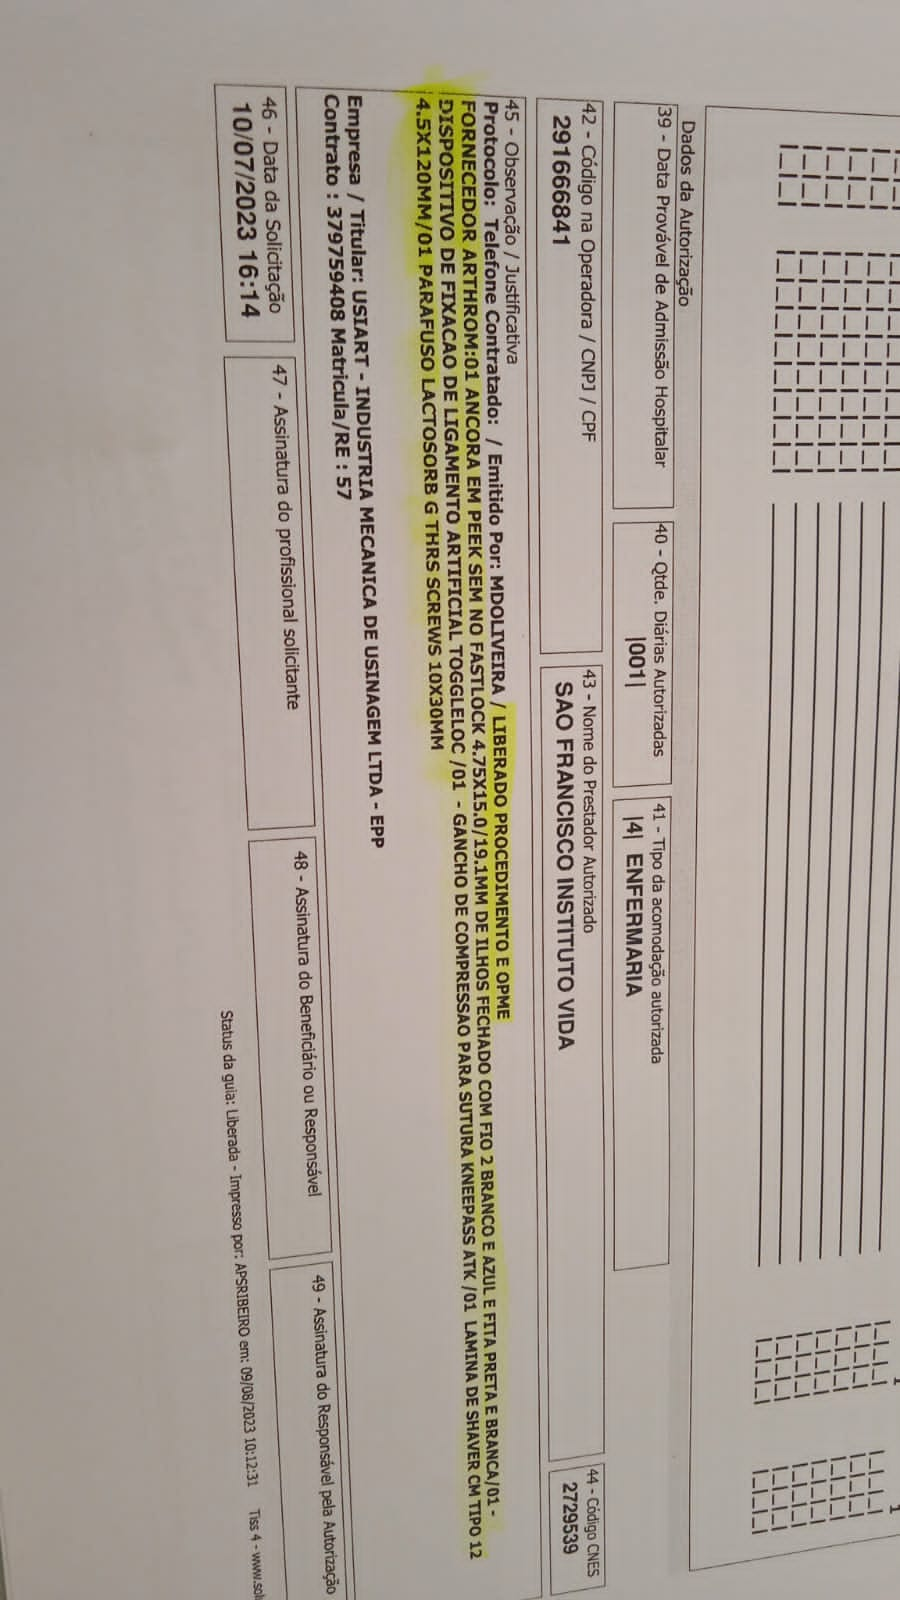 Dados da Autorização
39 - Data Provável de Admissão Hospitalar
40 - Qtde. Diárias Autorizadas
|001|
41 - Tipo da acomodação autorizada
|4| ENFERMARIA
42 - Código na Operadora / CNPJ / CPF
291666841
43 - Nome do Prestador Autorizado
SAO FRANCISCO INSTITUTO VIDA
44 - Código CNES
2729539
45 - Observação / Justificativa
Protocolo: Telefone Contratado: / Emitido Por: MDOLIVEIRA / LIBERADO PROCEDIMENTO E OPME
FORNECEDOR ARTHROM:01 ANCORA EM PEEK SEM NO FASTLOCK 4.75X15.0/19.1MM DE ILHOS FECHADO COM FIO 2 BRANCO E AZUL E FITA PRETA E BRANCA/01 -
DISPOSITIVO DE FIXACAO DE LIGAMENTO ARTIFICIAL TOGGLELOC /01 - GANCHO DE COMPRESSAO PARA SUTURA KNEEPASS ATK /01 LAMINA DE SHAVER CM TIPO 12
4.5X120MM/01 PARAFUSO LACTOSORB G THRS SCREWS 10X30MM
Empresa / Titular: USIART - INDUSTRIA MECANICA DE USINAGEM LTDA - EPP
Contrato : 379759408 Matricula/RE : 57
46 - Data da Solicitação
10/07/2023 16:14
47 - Assinatura do profissional solicitante
48 - Assinatura do Beneficiário ou Responsável
49 - Assinatura do Responsável pela Autorização
Status da guia: Liberada - Impresso por: APSRIBEIRO em: 09/08/2023 10:12:31 Tiss 4 - www.sol